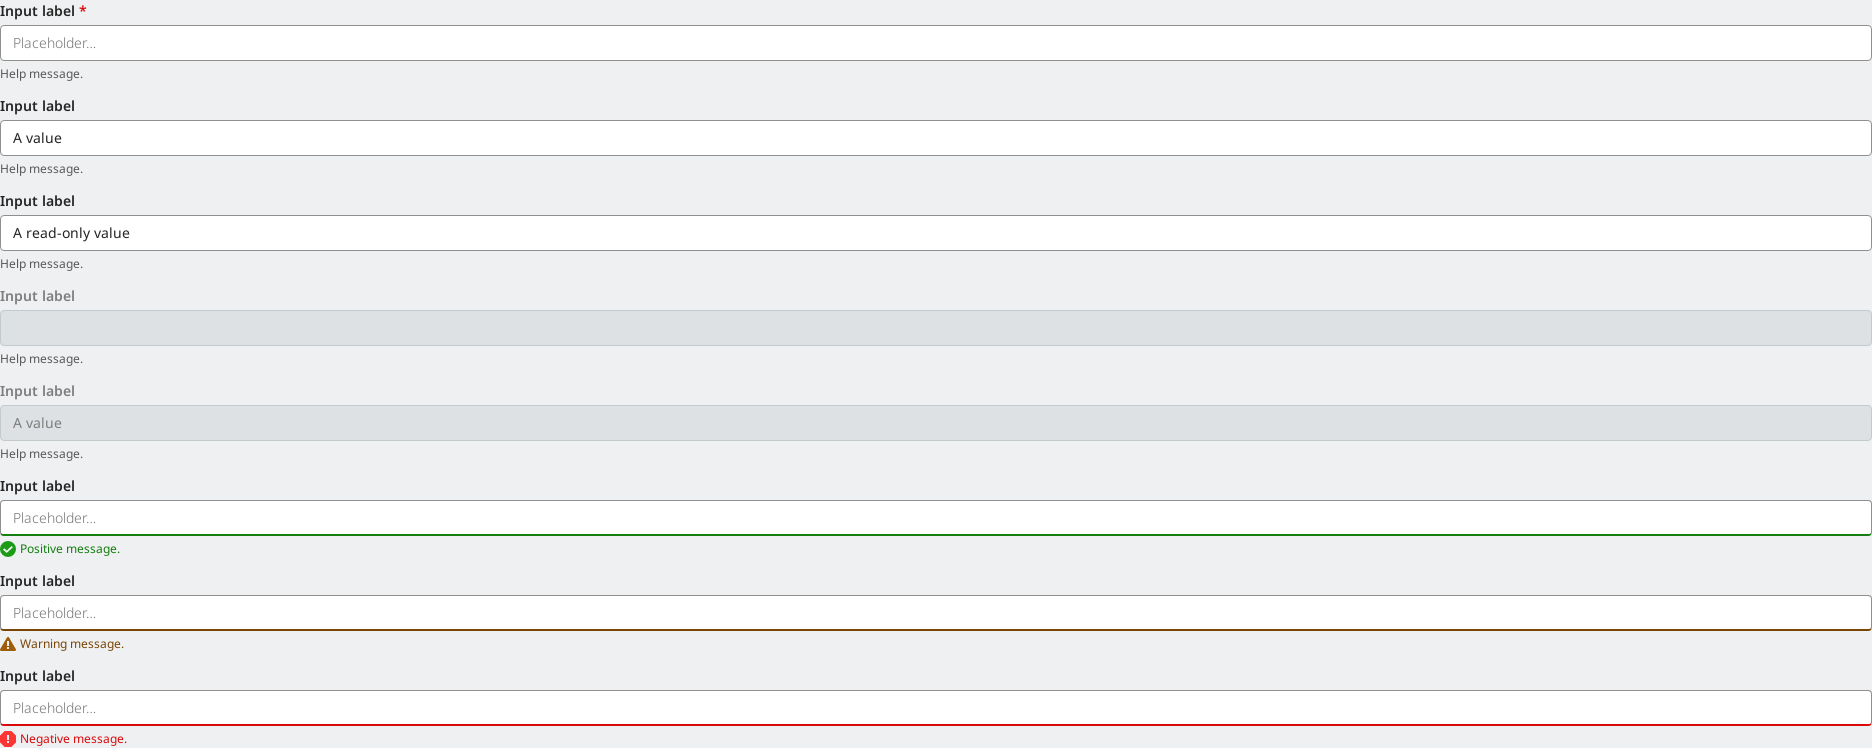 Input label *
Placeholder...
Help message.
Input label
A value
Help message.
Input label
A read-only value
Help message.
Input label
Help message.
Input label
A value
Help message.
Input label
Placeholder...
Positive message.
Input label
Placeholder...
Warning message.
Input label
Placeholder...
Negative message.